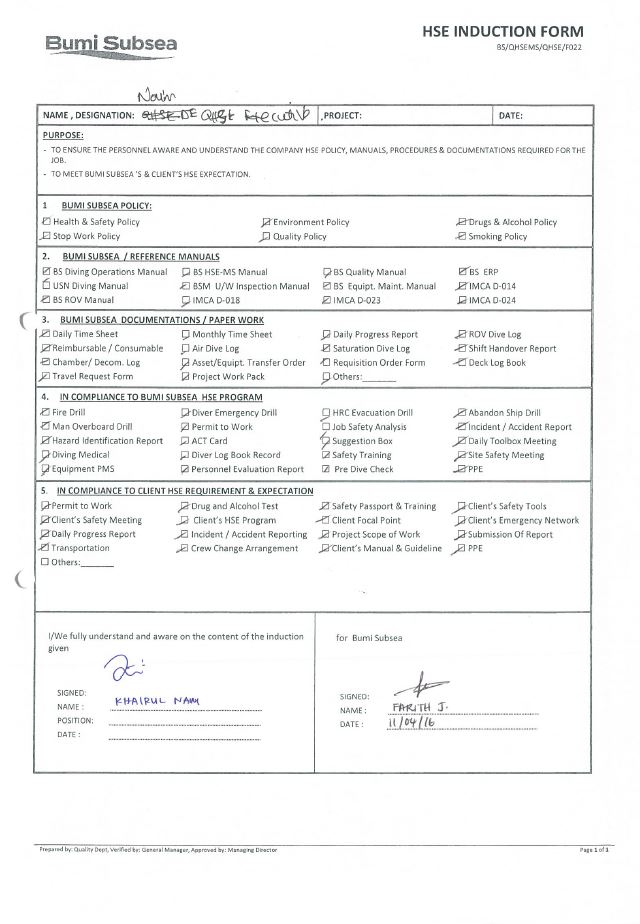 Bumi Subsea
HSE INDUCTION FORM
BS/QHSEMS/QHSE/F022
NAME , DESIGNATION: QHSE Executive ,PROJECT: DATE:
PURPOSE:
- TO ENSURE THE PERSONNEL AWARE AND UNDERSTAND THE COMPANY HSE POLICY, MANUALS, PROCEDURES & DOCUMENTATIONS REQUIRED FOR THE
JOB.
- TO MEET BUMI SUBSEA 'S & CLIENT'S HSE EXPECTATION.
1 BUMI SUBSEA POLICY:
Health & Safety Policy Environment Policy Drugs & Alcohol Policy
Stop Work Policy Quality Policy Smoking Policy
2. BUMI SUBSEA / REFERENCE MANUALS
BS Diving Operations Manual BS HSE-MS Manual BS Quality Manual BS ERP
USN Diving Manual BSM U/W Inspection Manual BS Equipt. Maint. Manual IMCA D-014
BS ROV Manual IMCA D-018 IMCA D-023 IMCA D-024
3. BUMI SUBSEA DOCUMENTATIONS / PAPER WORK
Daily Time Sheet Monthly Time Sheet Daily Progress Report ROV Dive Log
Reimbursable / Consumable Air Dive Log Saturation Dive Log Shift Handover Report
Chamber/ Decom. Log Asset/Equipt. Transfer Order Requisition Order Form Deck Log Book
Travel Request Form Project Work Pack Others:______
4. IN COMPLIANCE TO BUMI SUBSEA HSE PROGRAM
Fire Drill Diver Emergency Drill HRC Evacuation Drill Abandon Ship Drill
Man Overboard Drill Permit to Work Job Safety Analysis Incident / Accident Report
Hazard Identification Report ACT Card Suggestion Box Daily Toolbox Meeting
Diving Medical Diver Log Book Record Safety Training Site Safety Meeting
Equipment PMS Personnel Evaluation Report Pre Dive Check PPE
5. IN COMPLIANCE TO CLIENT HSE REQUIREMENT & EXPECTATION
Permit to Work Drug and Alcohol Test Safety Passport & Training Client's Safety Tools
Client's Safety Meeting Client's HSE Program Client Focal Point Client's Emergency Network
Daily Progress Report Incident / Accident Reporting Project Scope of Work Submission Of Report
Transportation Crew Change Arrangement Client's Manual & Guideline PPE
Others:______
I/We fully understand and aware on the content of the induction
given
SIGNED:
NAME : KHAIRUL NAIM
POSITION:
DATE :
for Bumi Subsea
SIGNED:
NAME : FARITH J.
DATE : 11/04/16
Prepared by: Quality Dept, Verified by: General Manager, Approved by: Managing Director
Page 1 of 1